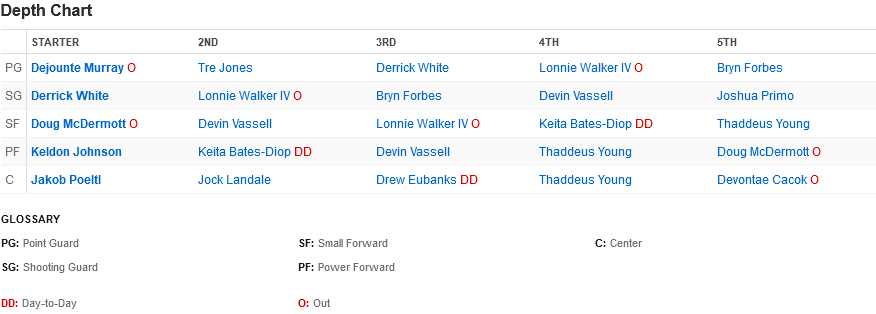 Depth Chart
STARTER 2ND 3RD 4TH 5TH
PG Dejounte Murray O Tre Jones Derrick White Lonnie Walker IV O Bryn Forbes
SG Derrick White Lonnie Walker IV O Bryn Forbes Devin Vassell Joshua Primo
SF Doug McDermott O Devin Vassell Lonnie Walker IV O Keita Bates-Diop DD Thaddeus Young
PF Keldon Johnson Keita Bates-Diop DD Devin Vassell Thaddeus Young Doug McDermott O
C Jakob Poeltl Jock Landale Drew Eubanks DD Thaddeus Young Devontae Cacok O
GLOSSARY
PG: Point Guard SF: Small Forward C: Center
SG: Shooting Guard PF: Power Forward
DD: Day-to-Day O: Out